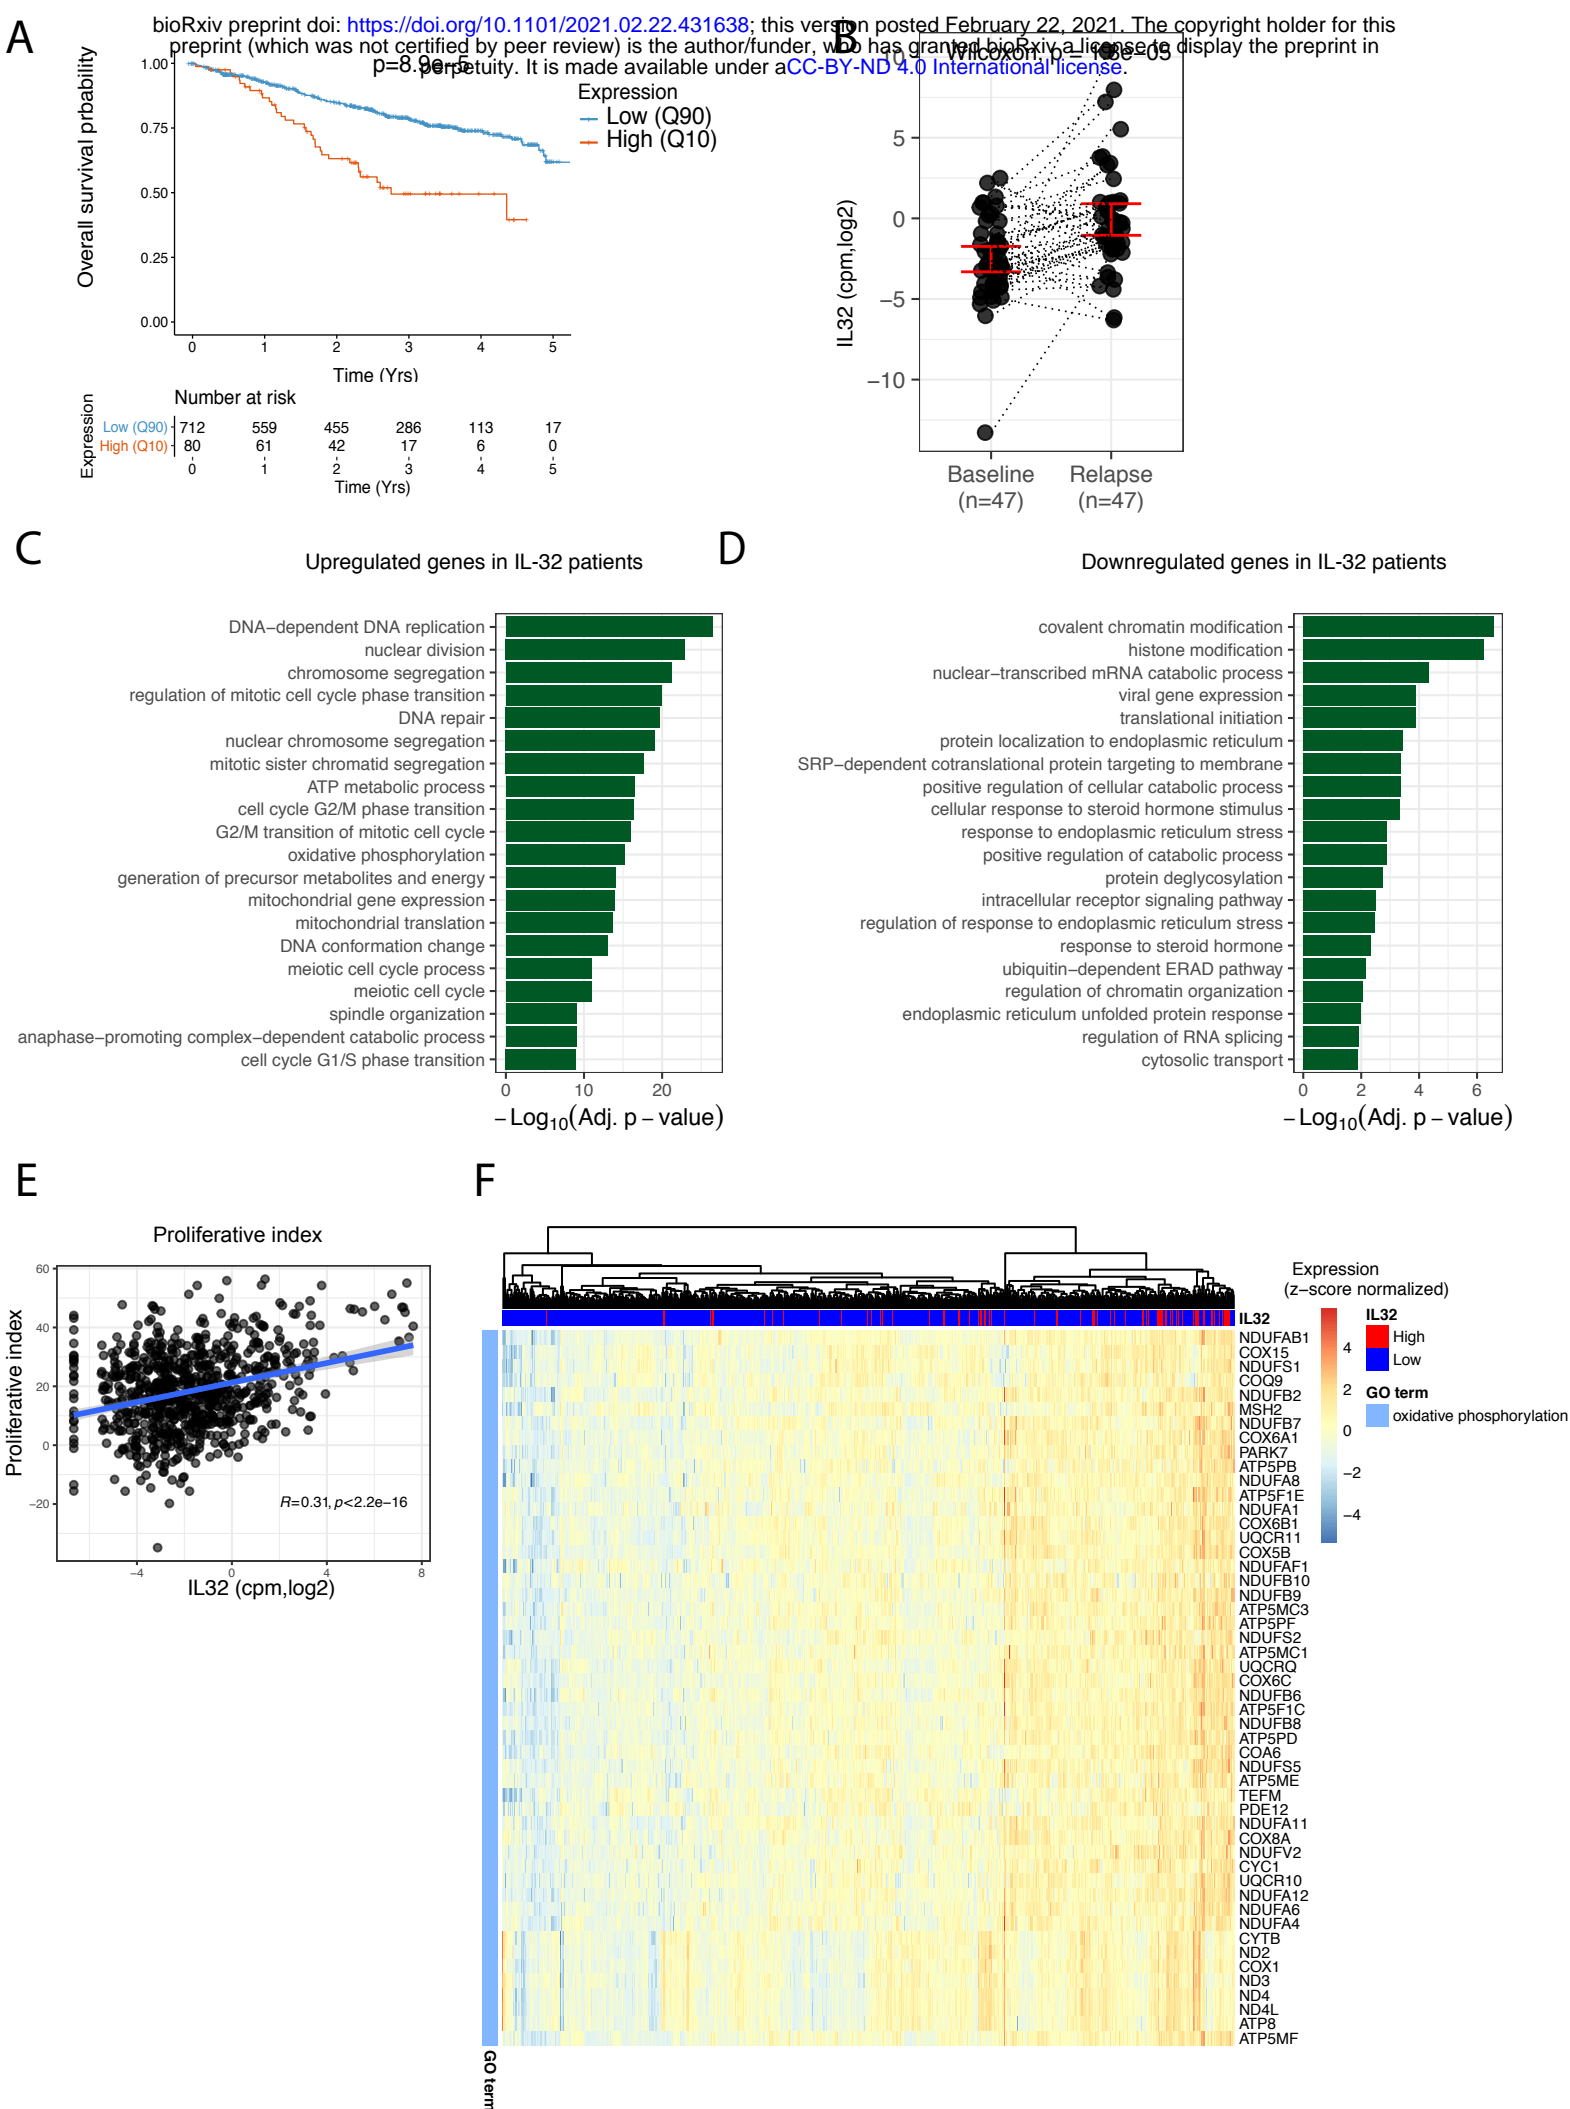 bioRxiv preprint doi: https://doi.org/10.1101/2021.02.22.431638; this version posted February 22, 2021. The copyright holder for this
preprint (which was not certified by peer review) is the author/funder, who has granted bioRxiv a license to display the preprint in
perpetuity. It is made available under aCC-BY-ND 4.0 International license.
A
p=8.9e-5
Overall survival prbability
1.00
0.75
0.50
0.25
0.00
0 1 2 3 4 5
Time (Yrs)
Expression
Low (Q90)
High (Q10)
Number at risk
Expression
Low (Q90) 712 559 455 286 113 17
High (Q10) 80 61 42 17 6 0
0 1 2 3 4 5
Time (Yrs)
B
Wilcoxon, p = e−05
IL32 (cpm,log2)
10
5
0
−5
−10
Baseline
(n=47)
Relapse
(n=47)
C
Upregulated genes in IL-32 patients
DNA−dependent DNA replication
nuclear division
chromosome segregation
regulation of mitotic cell cycle phase transition
DNA repair
nuclear chromosome segregation
mitotic sister chromatid segregation
ATP metabolic process
cell cycle G2/M phase transition
G2/M transition of mitotic cell cycle
oxidative phosphorylation
generation of precursor metabolites and energy
mitochondrial gene expression
mitochondrial translation
DNA conformation change
meiotic cell cycle process
meiotic cell cycle
spindle organization
anaphase−promoting complex−dependent catabolic process
cell cycle G1/S phase transition
0 10 20
−Log10(Adj. p−value)
D
Downregulated genes in IL-32 patients
covalent chromatin modification
histone modification
nuclear−transcribed mRNA catabolic process
viral gene expression
translational initiation
protein localization to endoplasmic reticulum
SRP−dependent cotranslational protein targeting to membrane
positive regulation of cellular catabolic process
cellular response to steroid hormone stimulus
response to endoplasmic reticulum stress
positive regulation of catabolic process
protein deglycosylation
intracellular receptor signaling pathway
regulation of response to endoplasmic reticulum stress
response to steroid hormone
ubiquitin−dependent ERAD pathway
regulation of chromatin organization
endoplasmic reticulum unfolded protein response
regulation of RNA splicing
cytosolic transport
0 2 4 6
−Log10(Adj. p−value)
E
Proliferative index
Proliferative index
60
40
20
0
−20
R=0.31, p<2.2e−16
−4 0 4 8
IL32 (cpm,log2)
F
IL32
NDUFAB1
COX15
NDUFS1
COQ9
NDUFB2
MSH2
NDUFB7
COX6A1
PARK7
ATP5PB
NDUFA8
ATP5F1E
NDUFA1
COX6B1
UQCR11
COX5B
NDUFAF1
NDUFB10
NDUFB9
ATP5MC3
ATP5PF
NDUFS2
ATP5MC1
UQCRQ
COX6C
NDUFB6
ATP5F1C
NDUFB8
ATP5PD
COA6
NDUFS5
ATP5ME
TEFM
PDE12
NDUFA11
COX8A
NDUFV2
CYC1
UQCR10
NDUFA12
NDUFA6
NDUFA4
CYTB
ND2
COX1
ND3
ND4
ND4L
ATP8
ATP5MF
GO term
Expression
(z−score normalized)
4
2
0
−2
−4
IL32
High
Low
GO term
oxidative phosphorylation